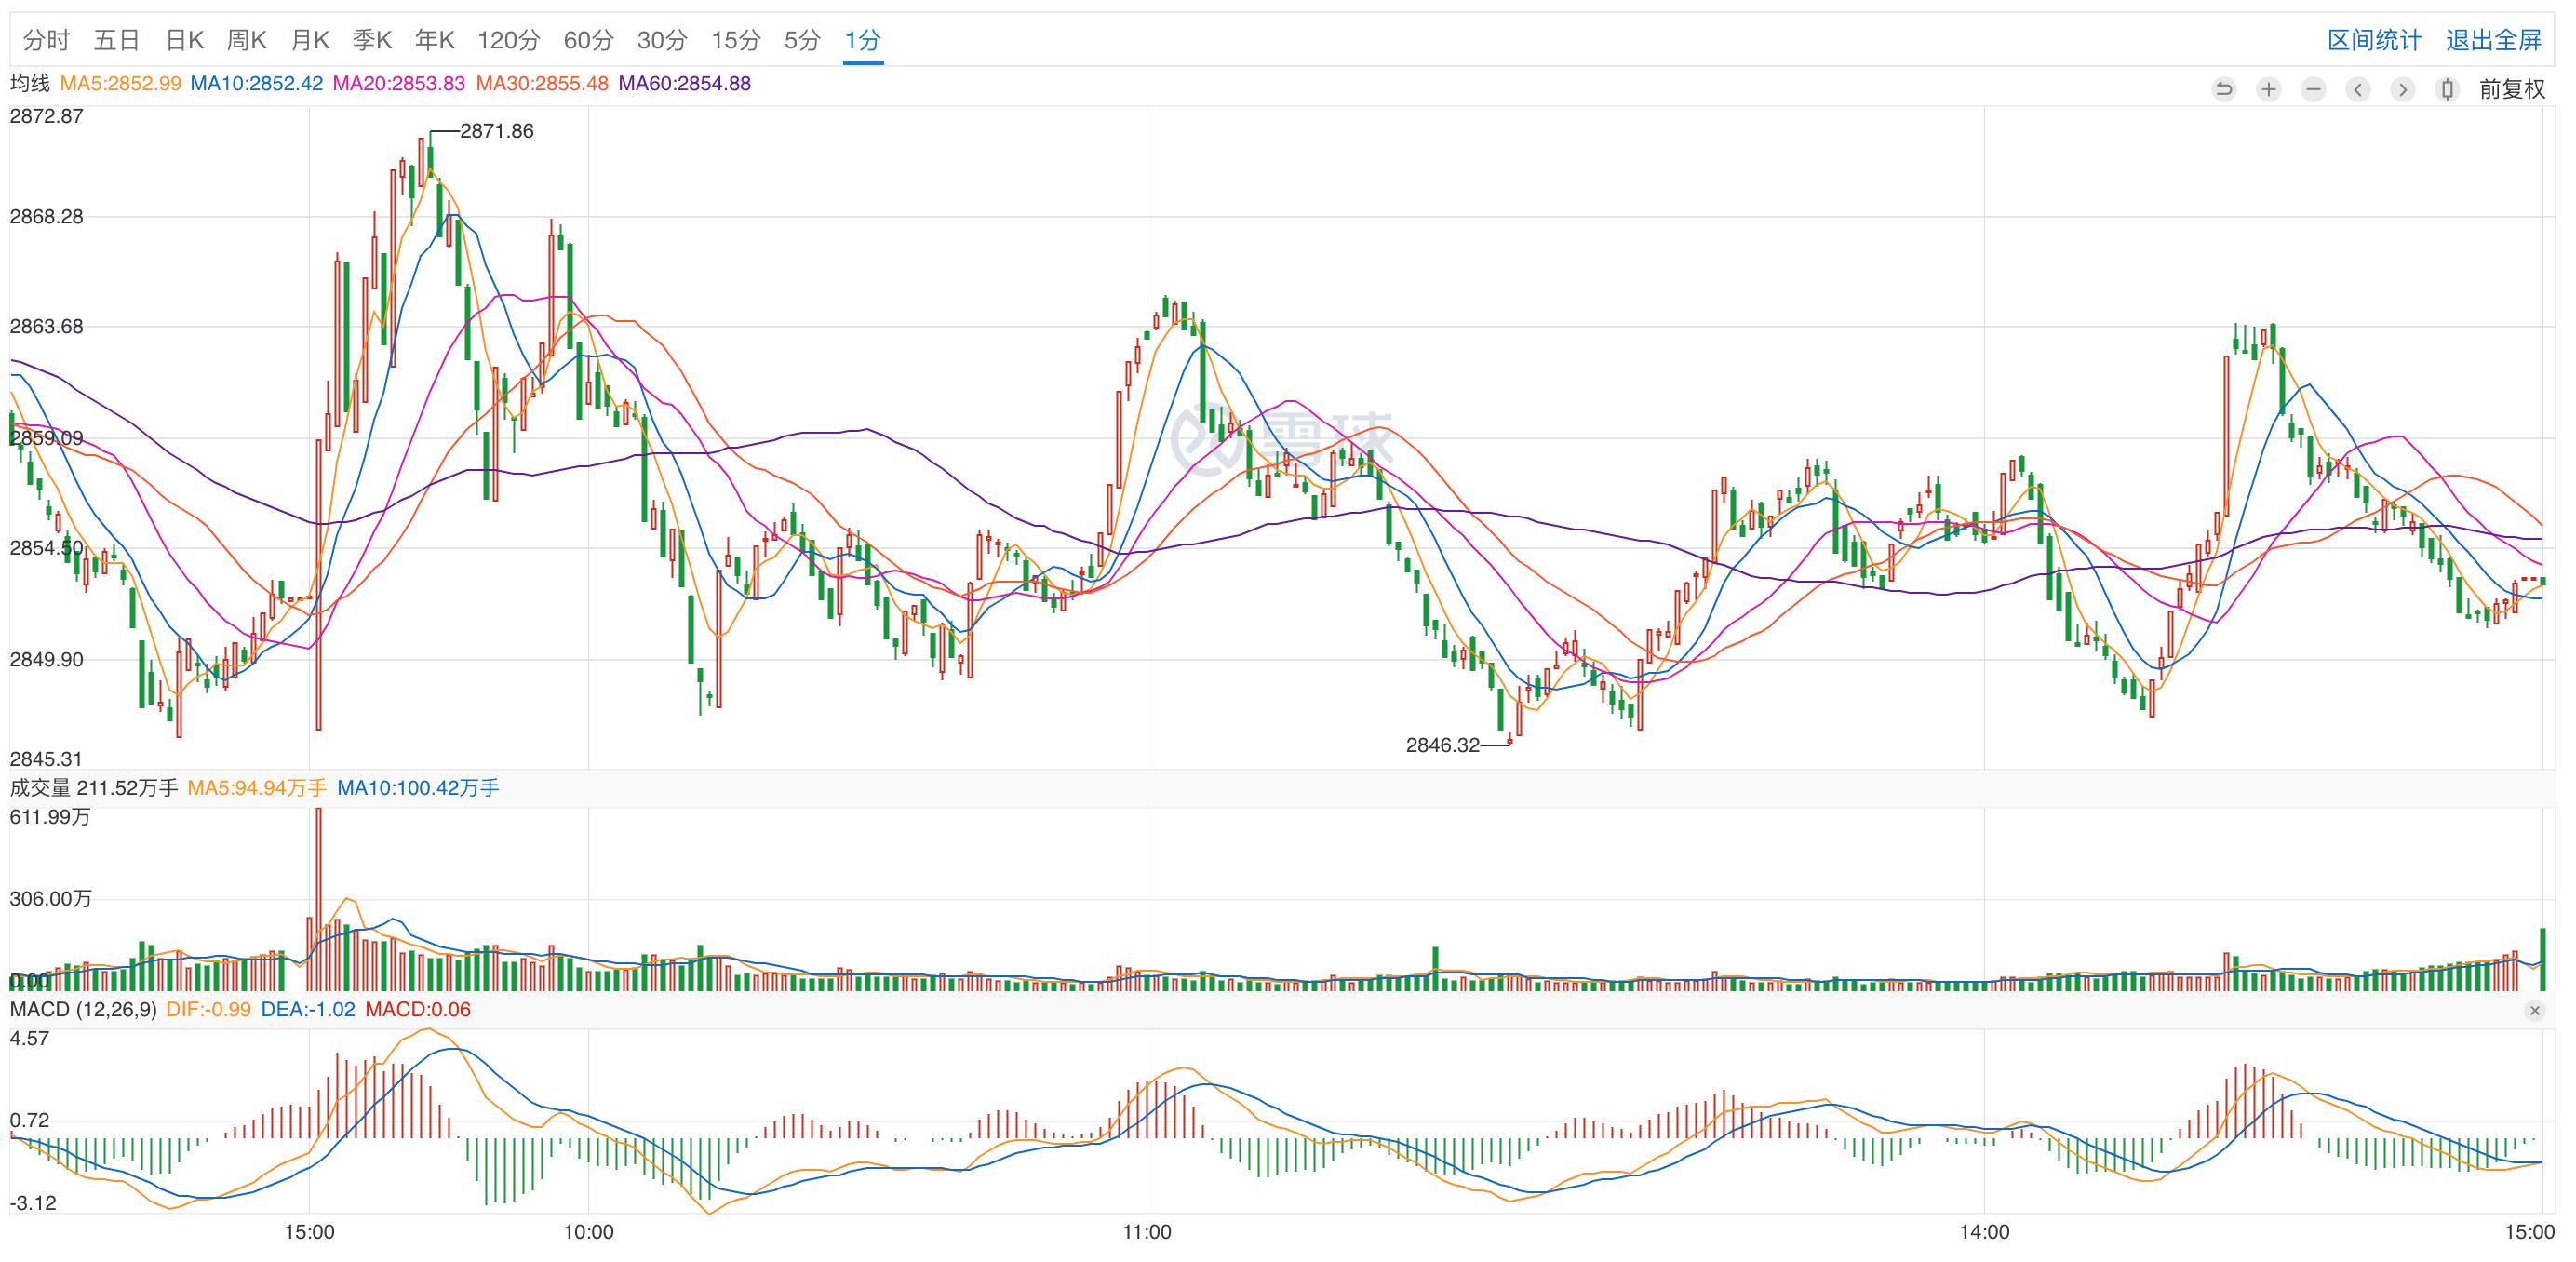 分时 五日 日K 周K 月K 季K 年K 120分 60分 30分 15分 5分 1分 区间统计 退出全屏
均线 MA5:2852.99 MA10:2852.42 MA20:2853.83 MA30:2855.48 MA60:2854.88 前复权
2872.87
2871.86
2868.28
2863.68
2859.09
雪球
2854.50
2849.90
2846.32
2845.31
成交量 211.52万手 MA5:94.94万手 MA10:100.42万手
611.99万
306.00万
0.00
MACD (12,26,9) DIF:-0.99 DEA:-1.02 MACD:0.06
4.57
0.72
-3.12
15:00 10:00 11:00 14:00 15:00